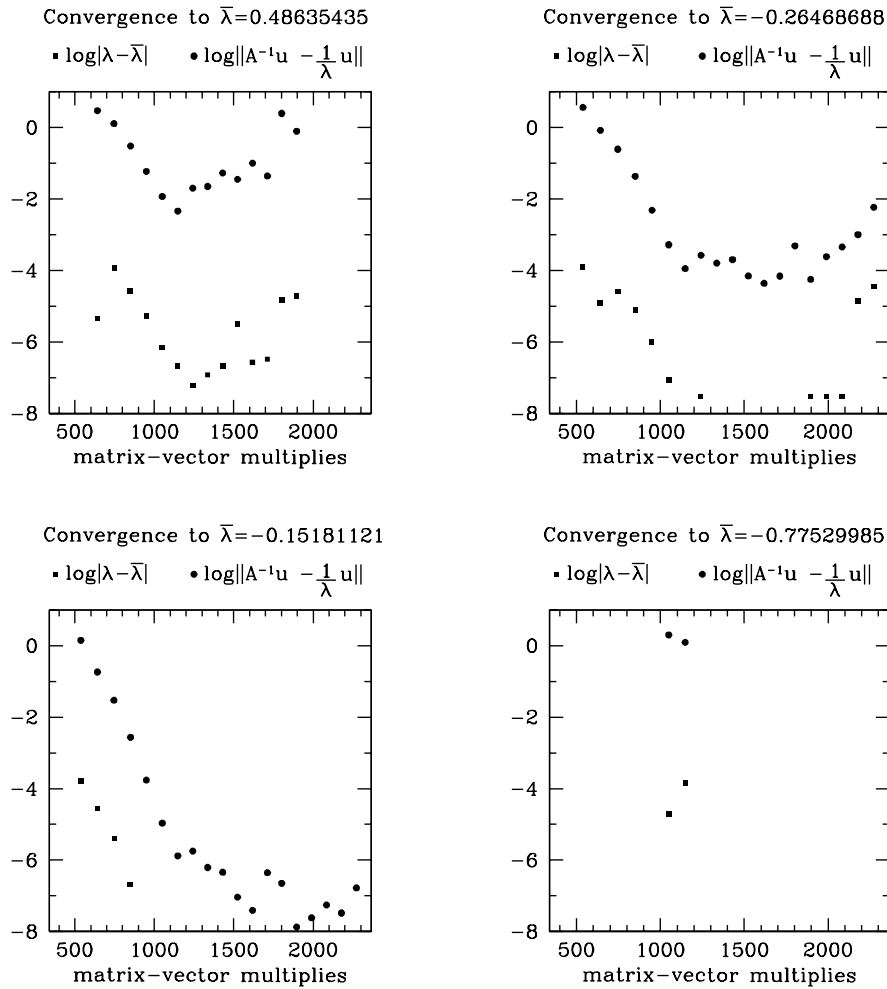 Convergence to λ̅=0.48635435
▪ log|λ−λ̅| ● log||A⁻¹u − 1/λ u||
0
−2
−4
−6
−8
500 1000 1500 2000
matrix−vector multiplies
Convergence to λ̅=−0.26468688
▪ log|λ−λ̅| ● log||A⁻¹u − 1/λ u||
0
−2
−4
−6
−8
500 1000 1500 2000
matrix−vector multiplies
Convergence to λ̅=−0.15181121
▪ log|λ−λ̅| ● log||A⁻¹u − 1/λ u||
0
−2
−4
−6
−8
500 1000 1500 2000
matrix−vector multiplies
Convergence to λ̅=−0.77529985
▪ log|λ−λ̅| ● log||A⁻¹u − 1/λ u||
0
−2
−4
−6
−8
500 1000 1500 2000
matrix−vector multiplies